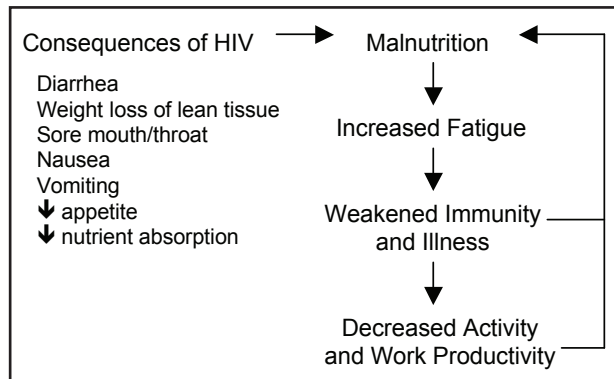 Consequences of HIV
Diarrhea
Weight loss of lean tissue
Sore mouth/throat
Nausea
Vomiting
↓ appetite
↓ nutrient absorption
Malnutrition
Increased Fatigue
Weakened Immunity
and Illness
Decreased Activity
and Work Productivity